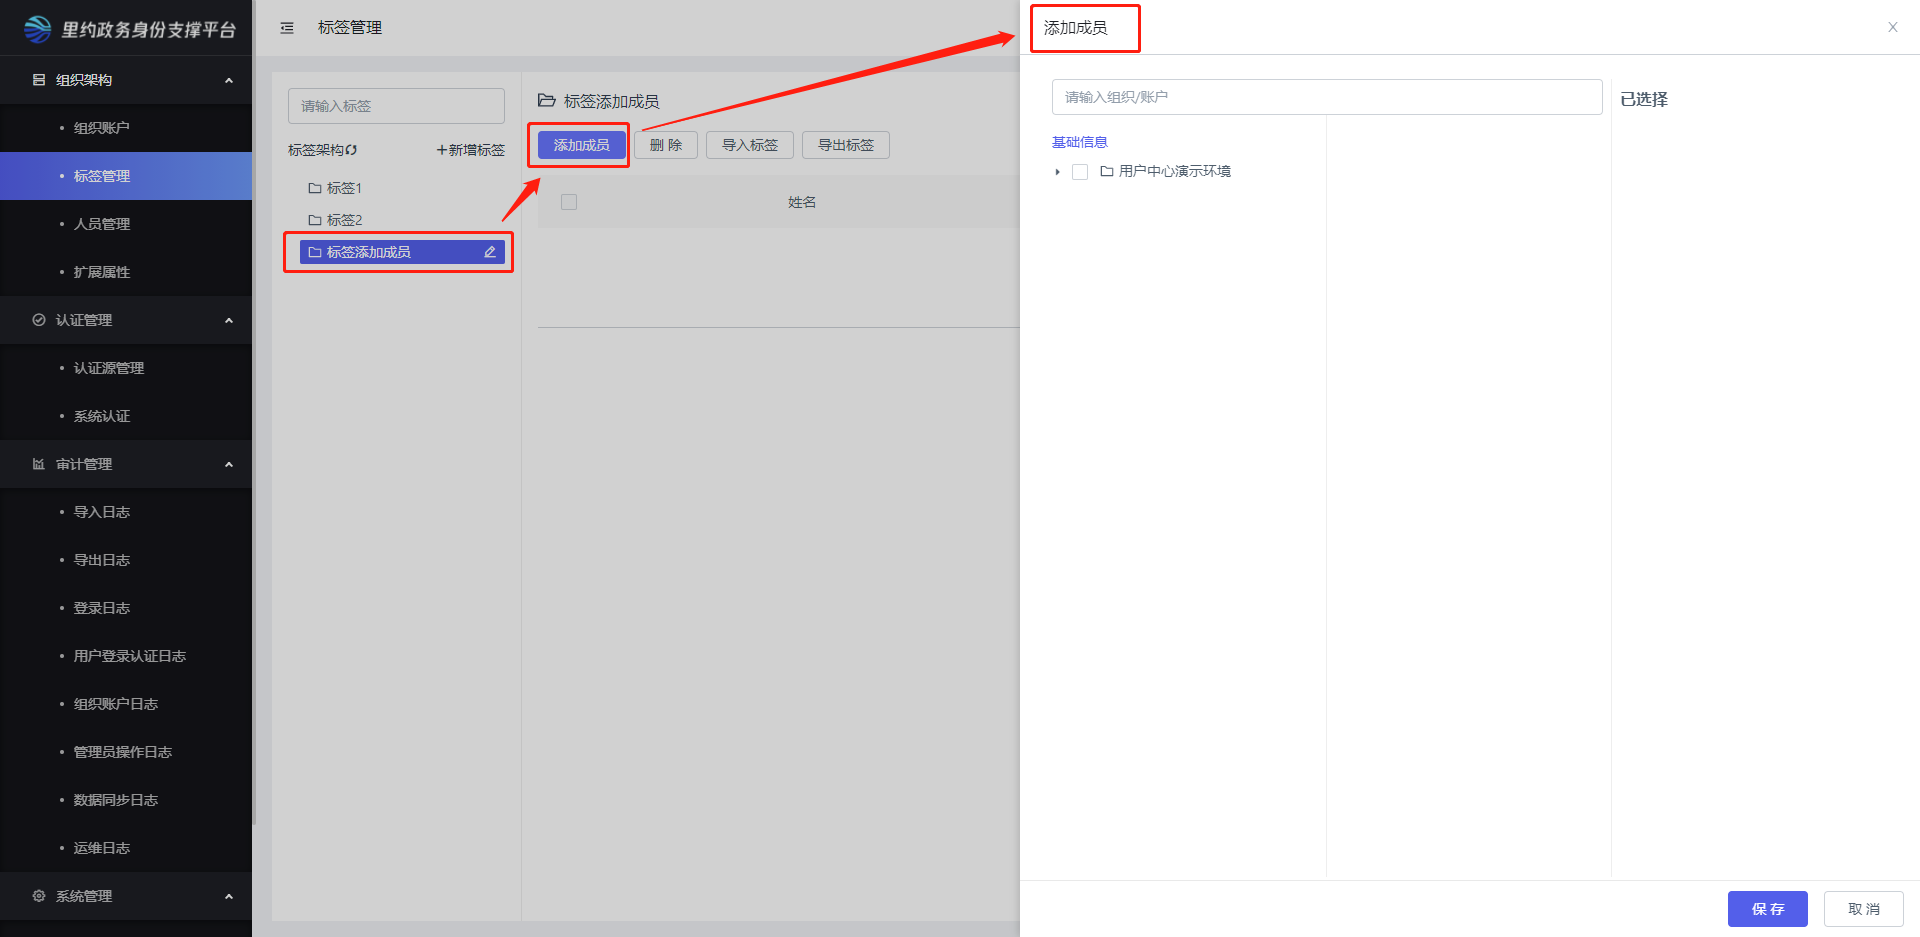 里约政务身份支撑平台
组织架构
组织账户
标签管理
人员管理
扩展属性
认证管理
认证源管理
系统认证
审计管理
导入日志
导出日志
登录日志
用户登录认证日志
组织账户日志
管理员操作日志
数据同步日志
运维日志
系统管理
标签管理
请输入标签
标签架构
+新增标签
标签1
标签2
标签添加成员
标签添加成员
添加成员
删 除
导入标签
导出标签
姓名
添加成员
X
请输入组织/账户
基础信息
用户中心演示环境
已选择
保 存
取 消